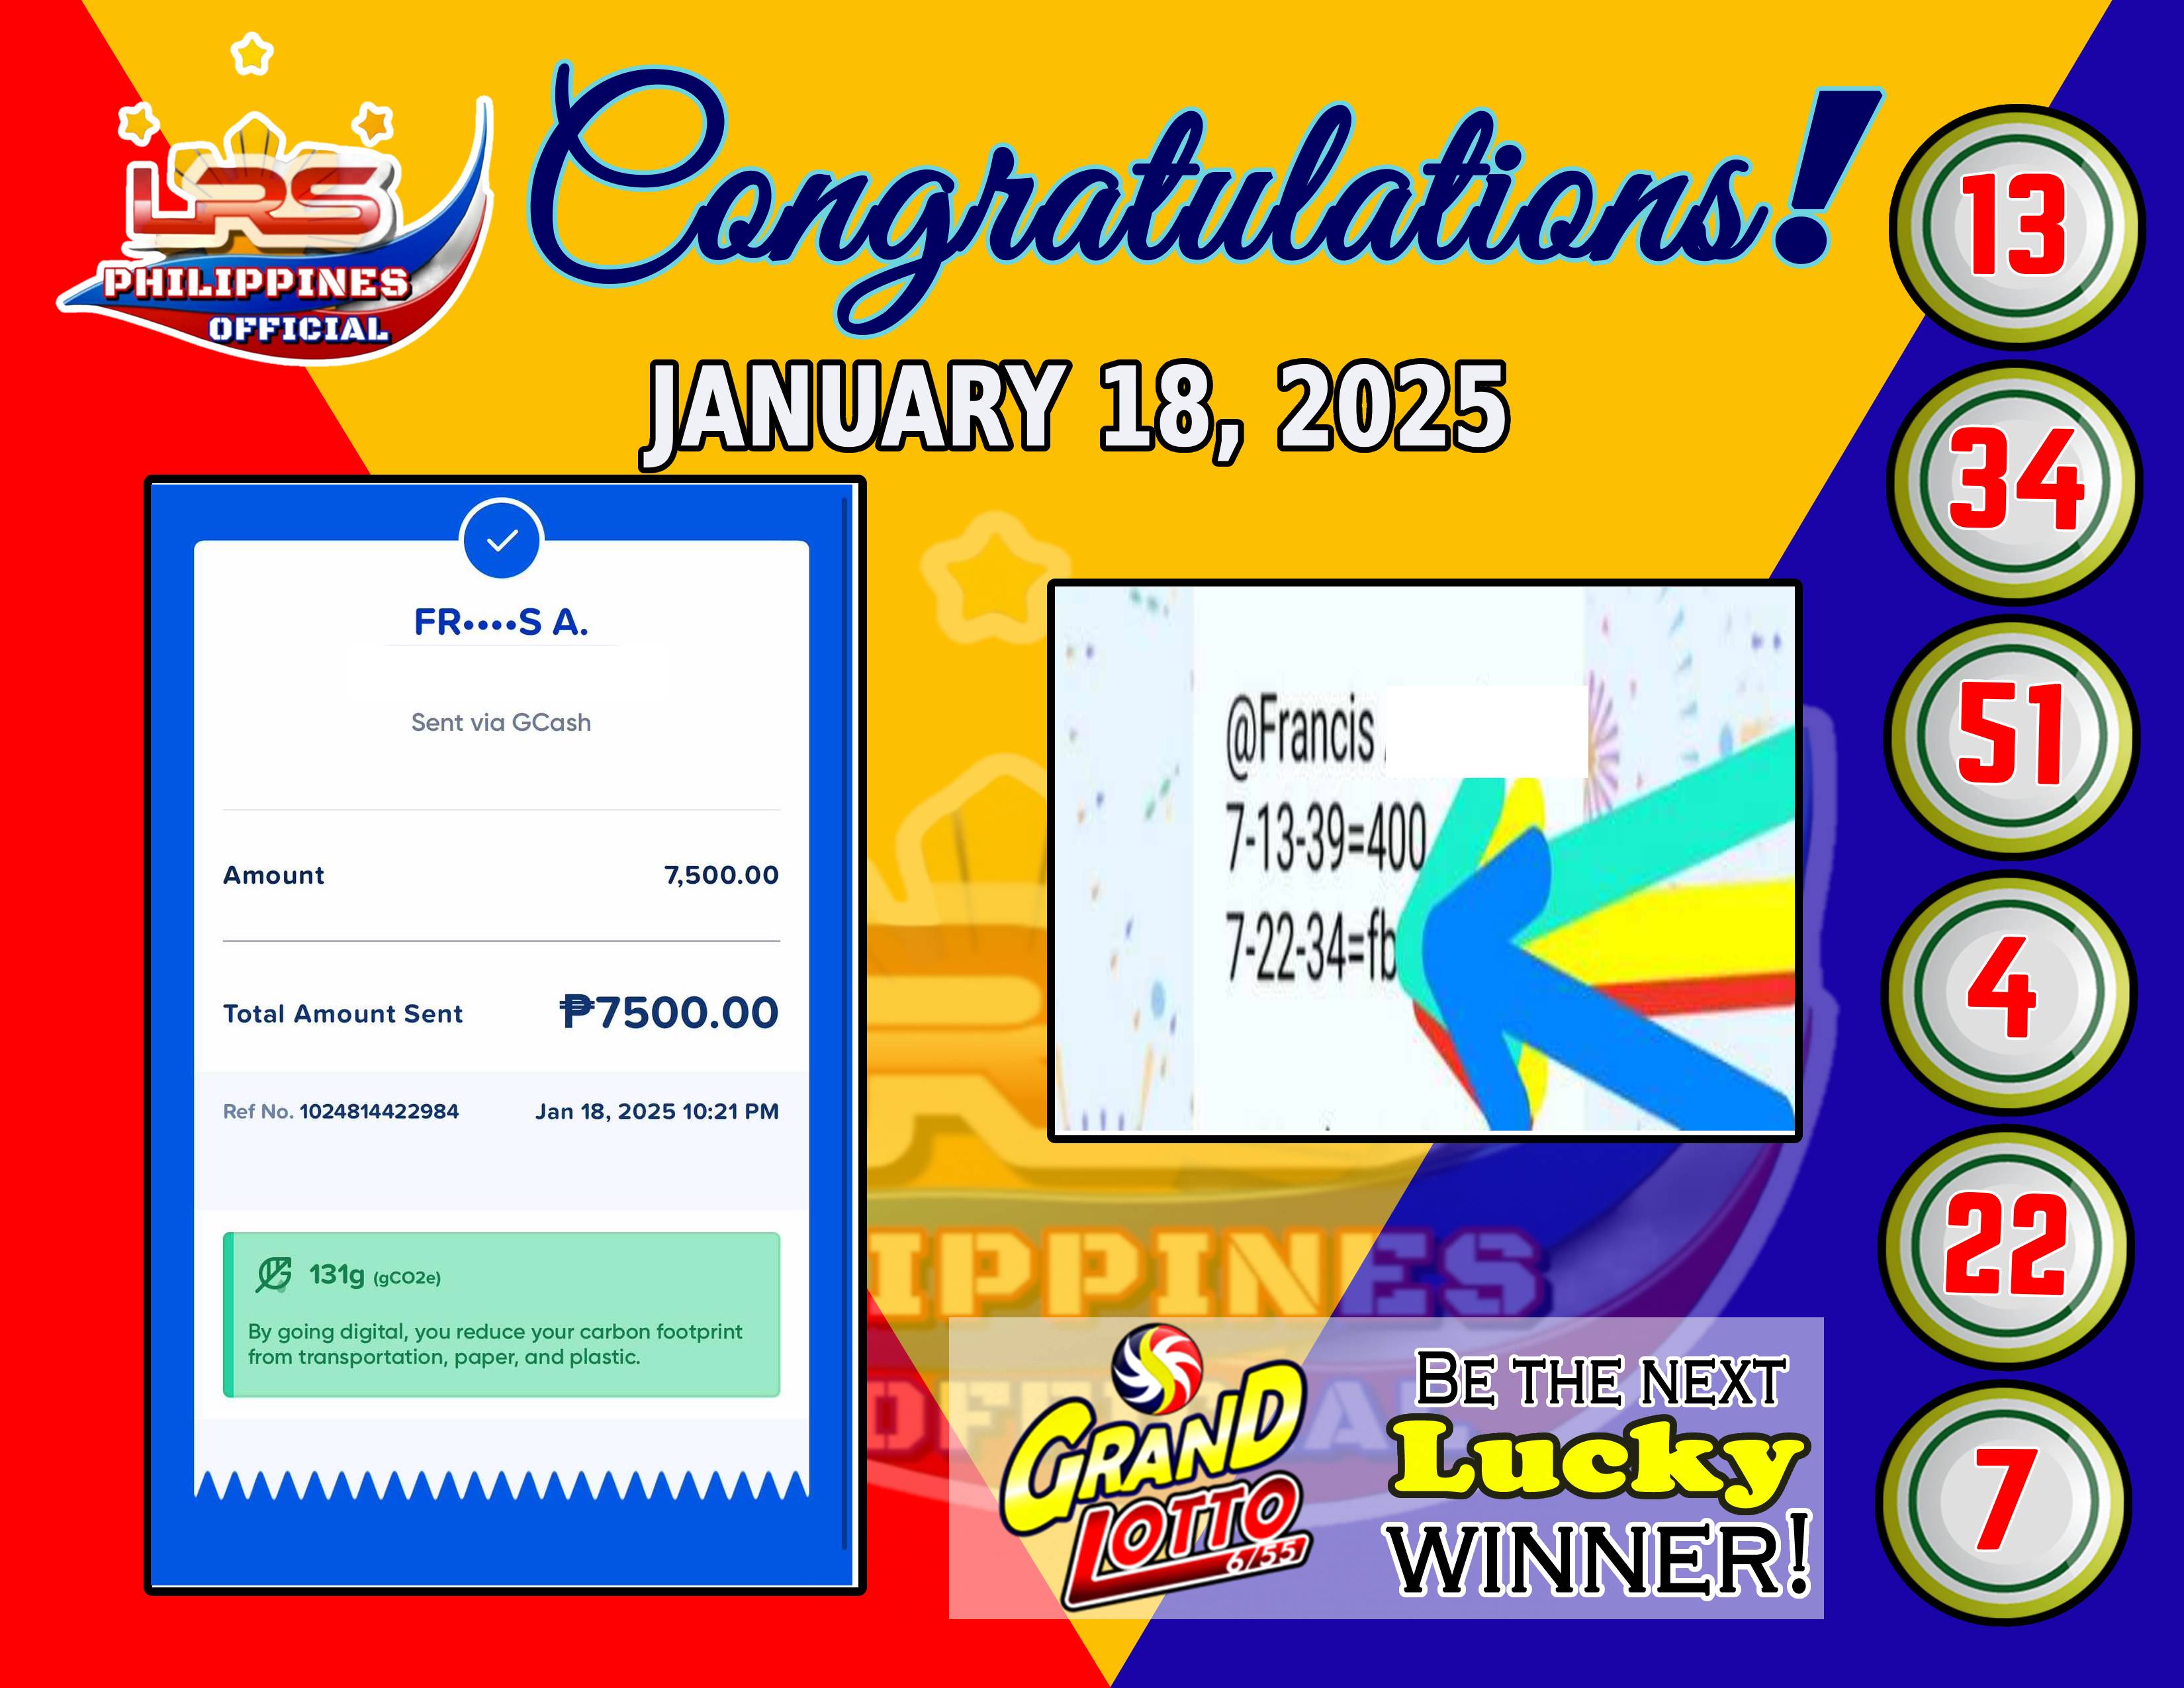 LRS
PHILIPPINES
OFFICIAL
Congratulations!
JANUARY 18, 2025
FR••••S A.
Sent via GCash
Amount 7,500.00
Total Amount Sent ₱7500.00
Ref No. 1024814422984 Jan 18, 2025 10:21 PM
131g (gCO2e)
By going digital, you reduce your carbon footprint
from transportation, paper, and plastic.
@Francis
7-13-39=400
7-22-34=fb
IPPINES
GRAND
LOTTO
6/55
BE THE NEXT
Lucky
WINNER!
13
34
51
4
22
7